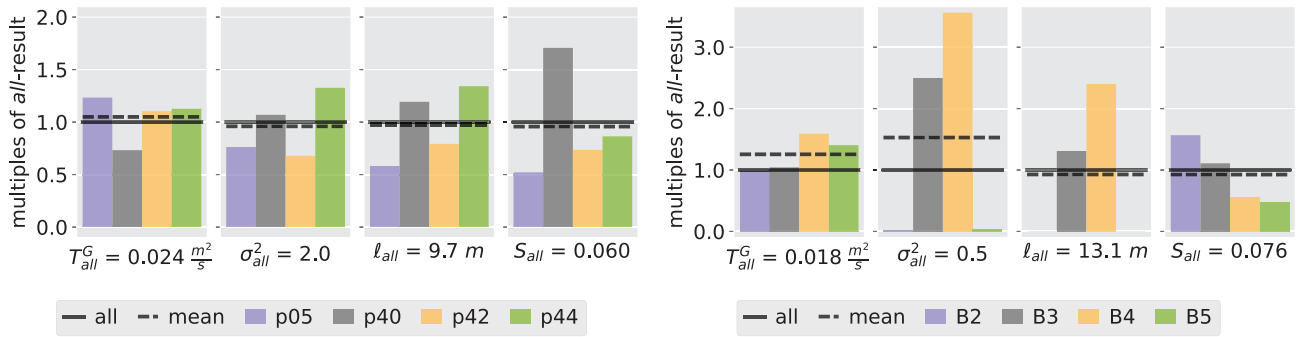 multiples of all-result
2.0
1.5
1.0
0.5
0.0
T^G_all = 0.024 m²/s
σ²_all = 2.0
ℓ_all = 9.7 m
S_all = 0.060
all mean p05 p40 p42 p44
multiples of all-result
3.0
2.0
1.0
0.0
T^G_all = 0.018 m²/s
σ²_all = 0.5
ℓ_all = 13.1 m
S_all = 0.076
all mean B2 B3 B4 B5